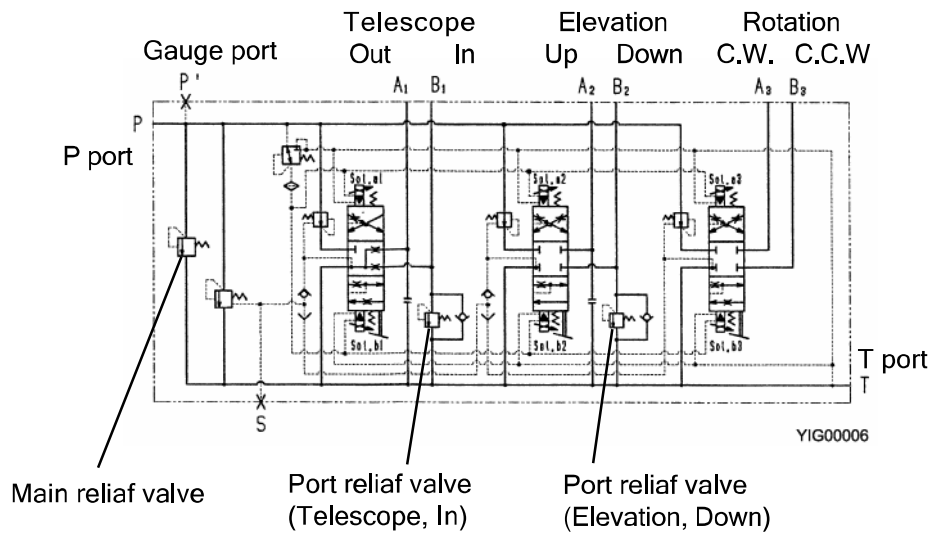 Telescope Elevation Rotation
Gauge port Out In Up Down C.W. C.C.W
P' A₁ B₁ A₂ B₂ A₃ B₃
P
P port
Sol,a1 Sol,a2 Sol,a3
Sol,b1 Sol,b2 Sol,b3
T port
T
S
YIG00006
Main reliaf valve
Port reliaf valve
(Telescope, In)
Port reliaf valve
(Elevation, Down)